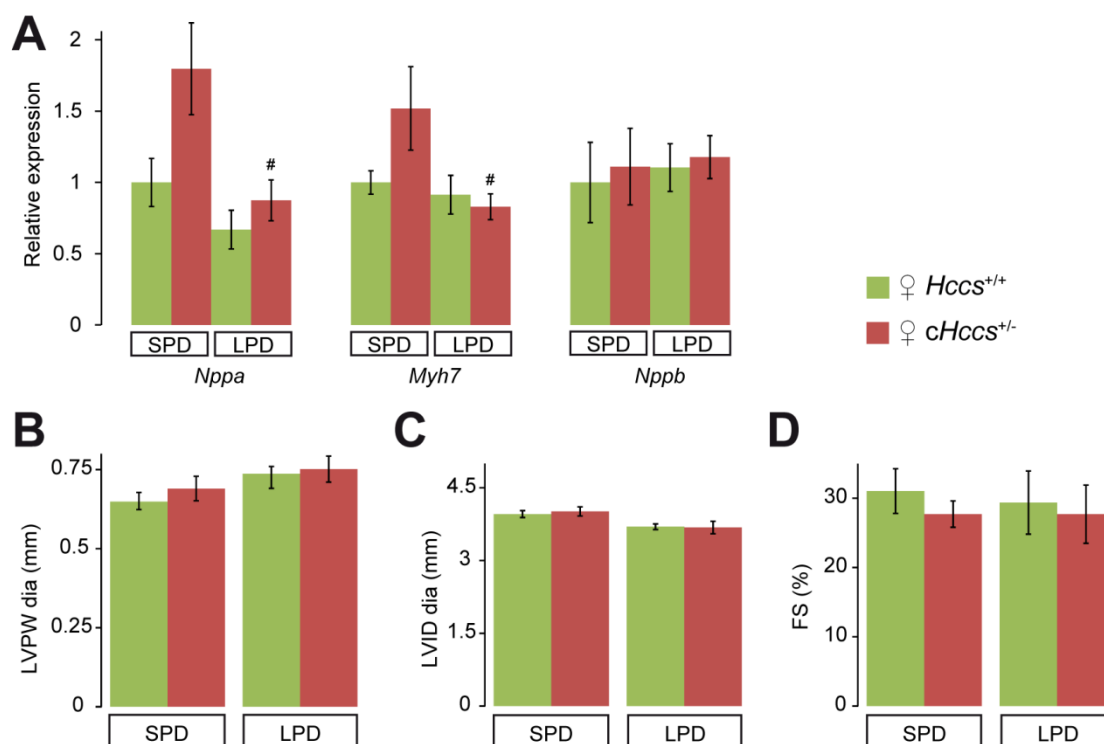 A
Relative expression
2
1.5
1
0.5
0
#
#
SPD LPD SPD LPD SPD LPD
Nppa Myh7 Nppb
♀ Hccs+/+
♀ cHccs+/-
B
LVPW dia (mm)
0.75
0.5
0.25
0
SPD LPD
C
LVID dia (mm)
4.5
3
1.5
0
SPD LPD
D
FS (%)
30
20
10
0
SPD LPD